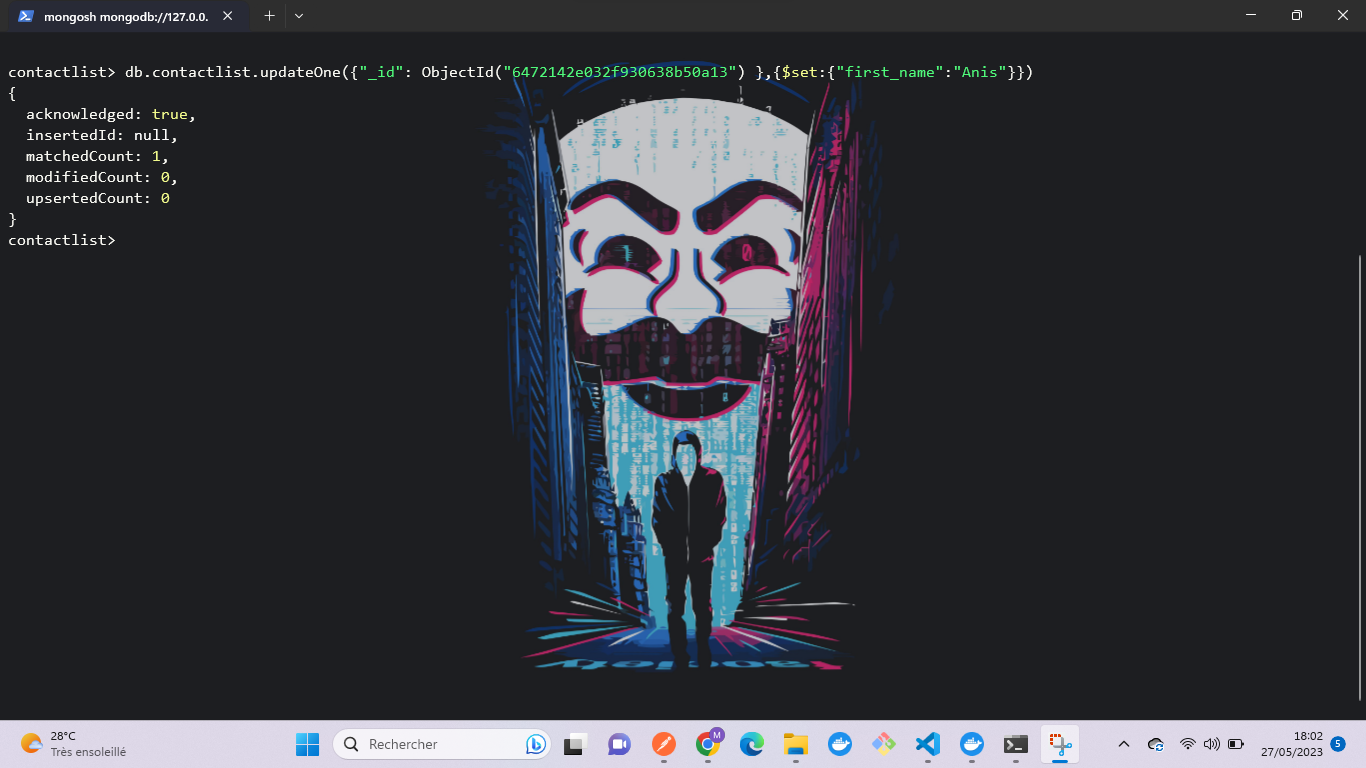 mongosh mongodb://127.0.0.
contactlist> db.contactlist.updateOne({"_id": ObjectId("6472142e032f930638b50a13") },{$set:{"first_name":"Anis"}})
{
  acknowledged: true,
  insertedId: null,
  matchedCount: 1,
  modifiedCount: 0,
  upsertedCount: 0
}
contactlist>
28°C
Très ensoleillé
Rechercher
M
18:02
27/05/2023
5